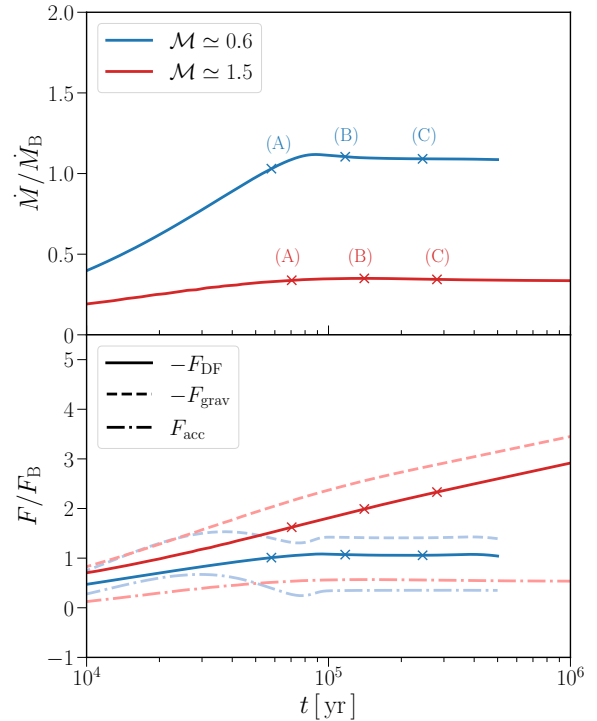 2.0
ℳ ≃ 0.6
ℳ ≃ 1.5
1.5
(A) (B) (C)
1.0
Ṁ/Ṁ_B
0.5
(A) (B) (C)
0
5
−F_DF
−F_grav
F_acc
4
3
F/F_B
2
1
0
−1
10^4 10^5 10^6
t [yr]